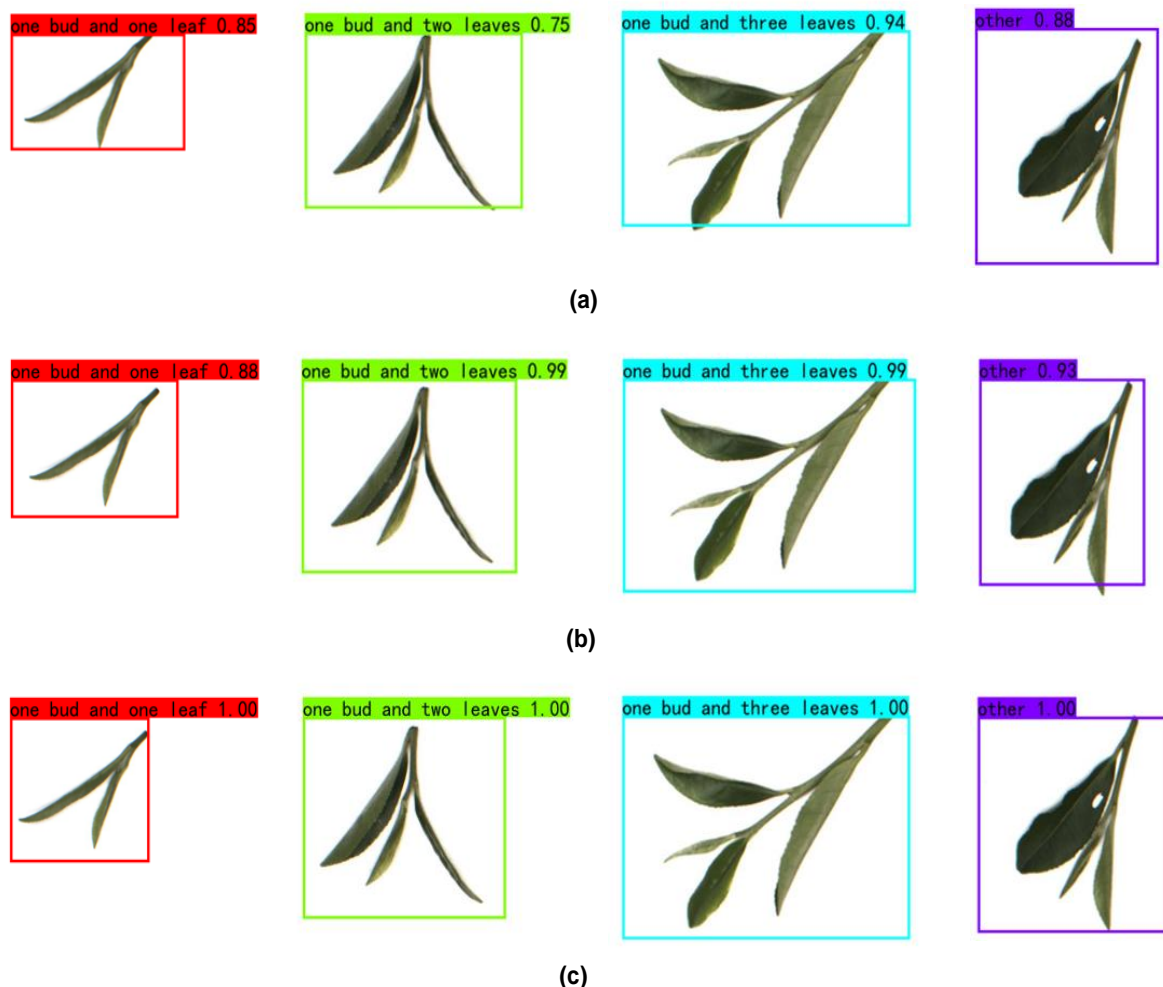 one bud and one leaf 0.85
one bud and two leaves 0.75
one bud and three leaves 0.94
other 0.88
(a)
one bud and one leaf 0.88
one bud and two leaves 0.99
one bud and three leaves 0.99
other 0.93
(b)
one bud and one leaf 1.00
one bud and two leaves 1.00
one bud and three leaves 1.00
other 1.00
(c)